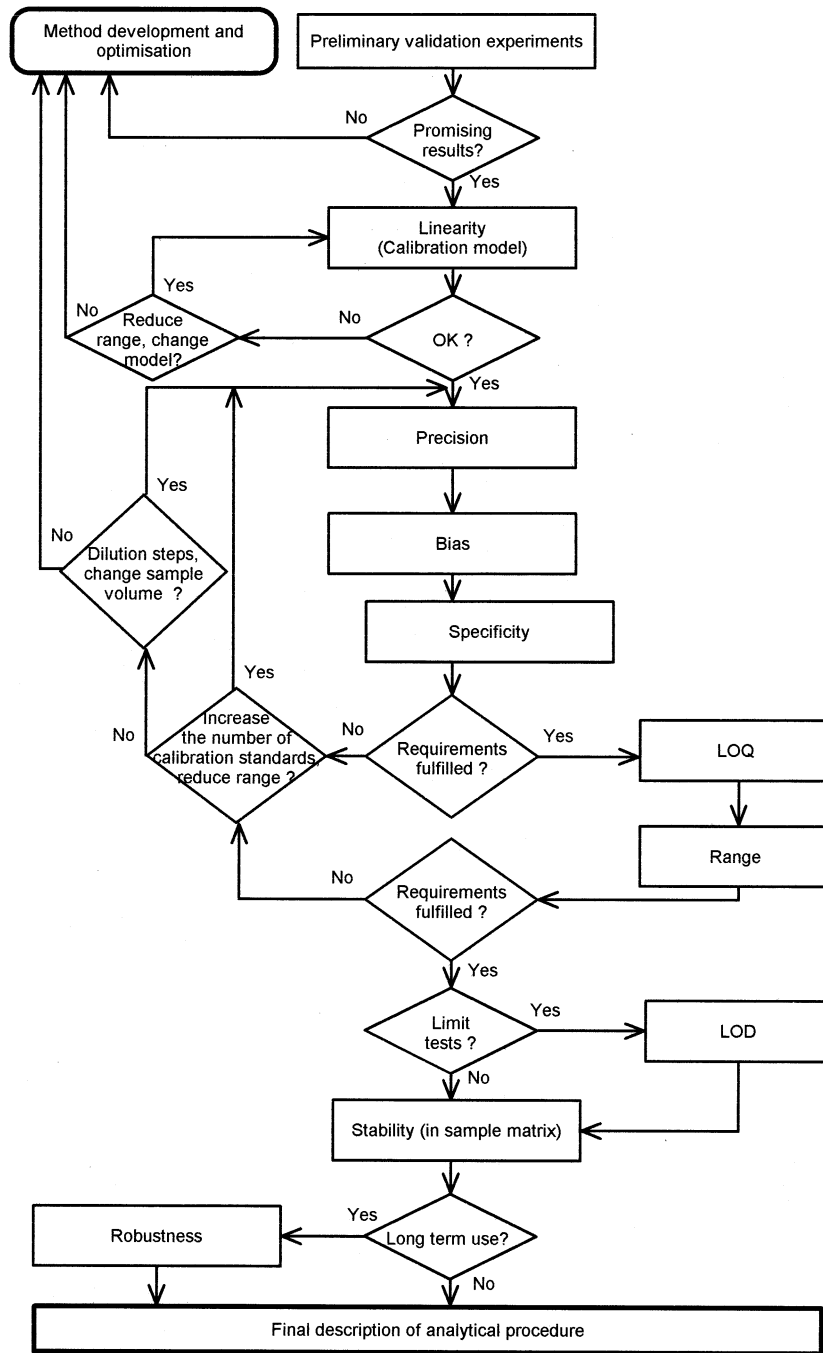 Method development and
optimisation
Preliminary validation experiments
No
Promising
results?
Yes
Linearity
(Calibration model)
Yes
No
No
Reduce
range, change
model?
OK ?
Yes
Precision
Yes
No
Dilution steps,
change sample
volume ?
Bias
Specificity
Yes
No
Increase
the number of
calibration standards,
reduce range ?
No
Requirements
fulfilled ?
Yes
LOQ
Range
No
Requirements
fulfilled ?
Yes
Limit
tests ?
Yes
LOD
No
Stability (in sample matrix)
Robustness
Yes
Long term use?
No
Final description of analytical procedure